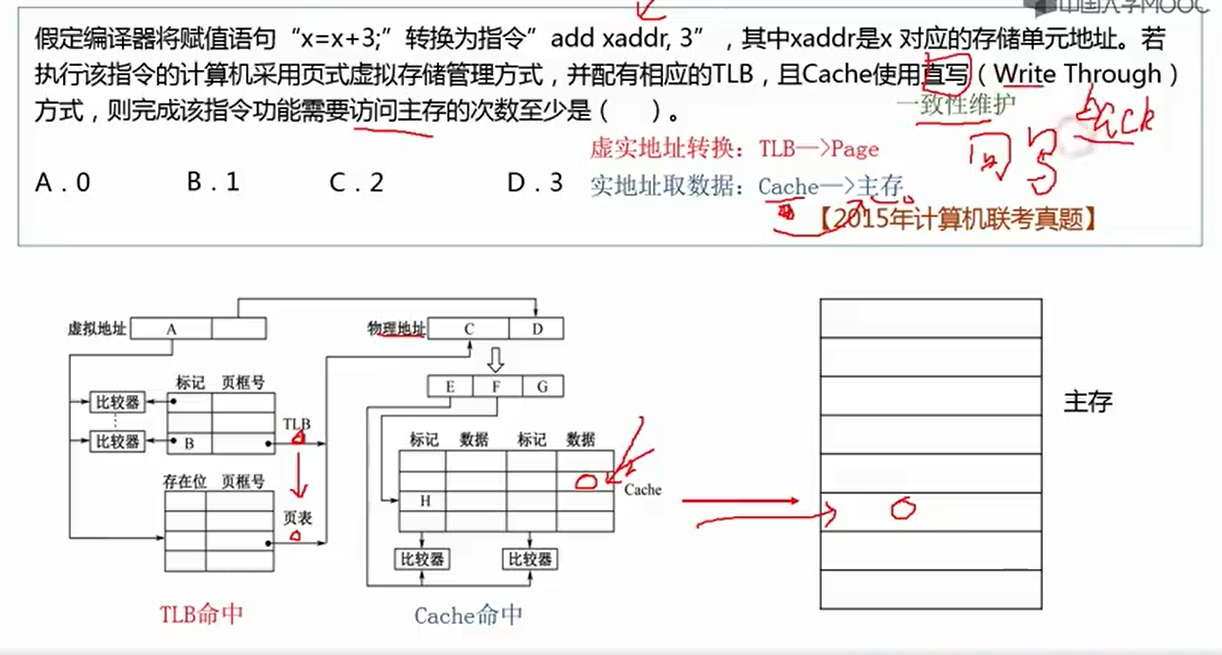 中国大学MOOC
假定编译器将赋值语句“x=x+3;”转换为指令”add xaddr, 3”，其中xaddr是x 对应的存储单元地址。若
执行该指令的计算机采用页式虚拟存储管理方式，并配有相应的TLB，且Cache使用直写（Write Through）
方式，则完成该指令功能需要访问主存的次数至少是（ ）。
一致性维护
回写
back
虚实地址转换：TLB—>Page
A．0 B．1 C．2 D．3
实地址取数据：Cache—>主存
【2015年计算机联考真题】
虚拟地址 A
物理地址 C D
E F G
标记 页框号
比较器
比较器 B
TLB
存在位 页框号
页表
标记 数据 标记 数据
H
Cache
比较器 比较器
主存
TLB命中
Cache命中